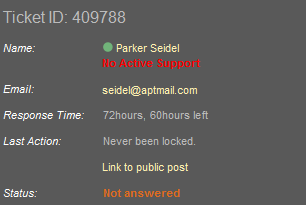 Ticket ID: 409788
Name: Parker Seidel
No Active Support
Email: seidel@aptmail.com
Response Time: 72hours, 60hours left
Last Action: Never been locked.
Link to public post
Status: Not answered